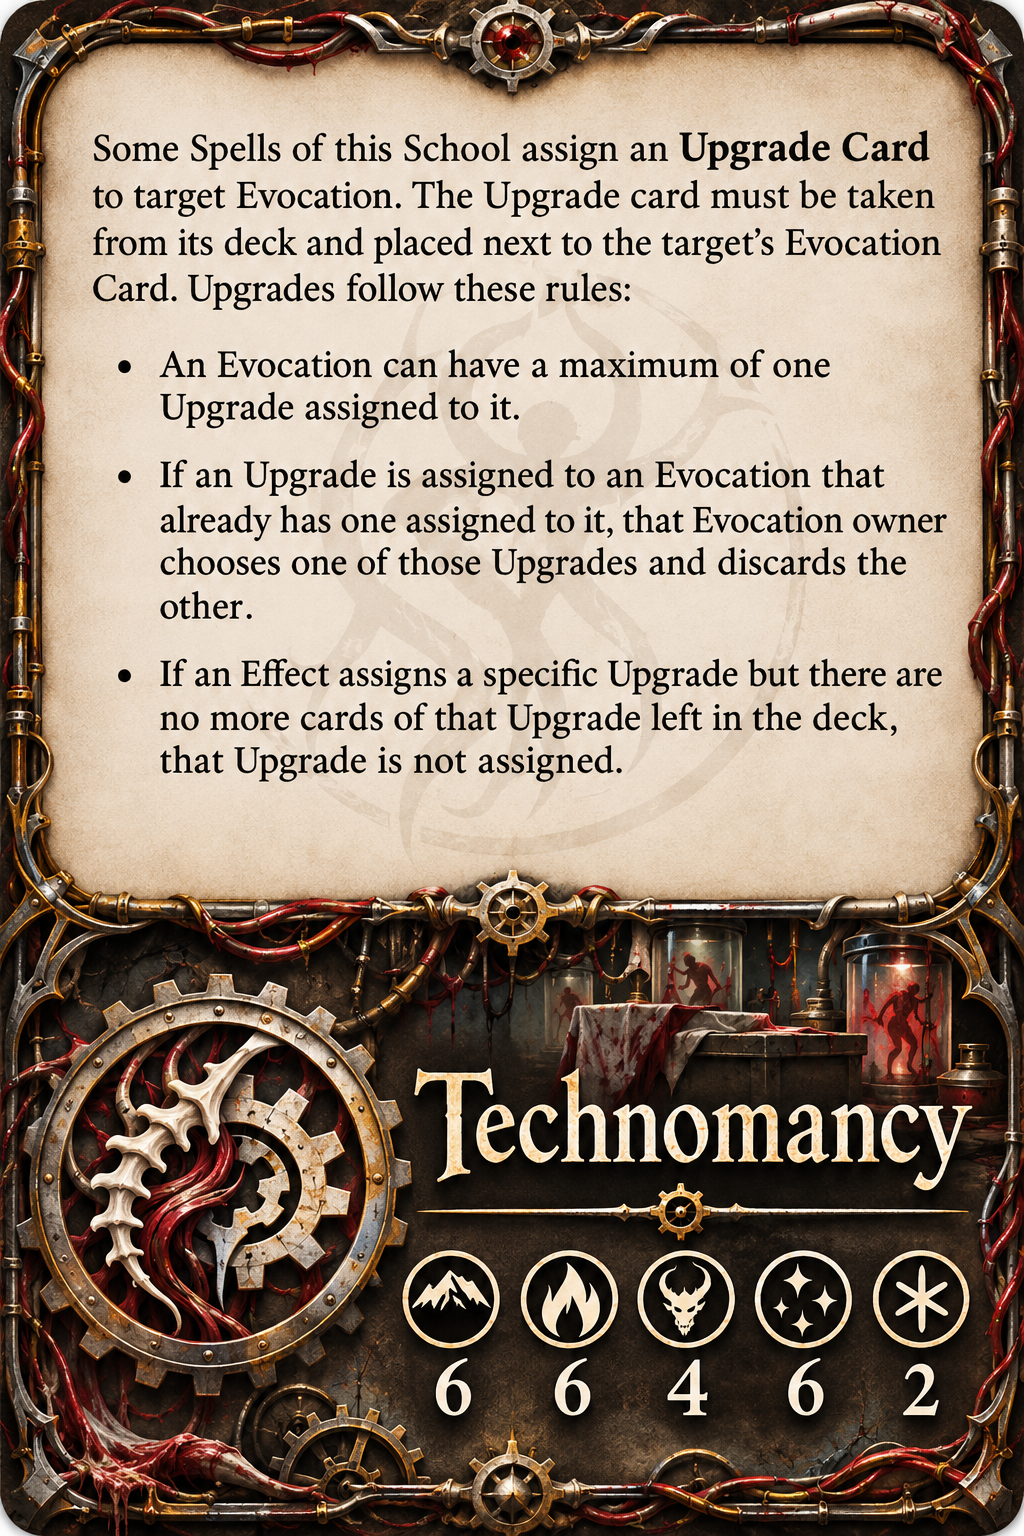 Some Spells of this School assign an Upgrade Card
to target Evocation. The Upgrade card must be taken
from its deck and placed next to the target’s Evocation
Card. Upgrades follow these rules:
• An Evocation can have a maximum of one
Upgrade assigned to it.
• If an Upgrade is assigned to an Evocation that
already has one assigned to it, that Evocation owner
chooses one of those Upgrades and discards the
other.
• If an Effect assigns a specific Upgrade but there are
no more cards of that Upgrade left in the deck,
that Upgrade is not assigned.
Technomancy
6 6 4 6 2